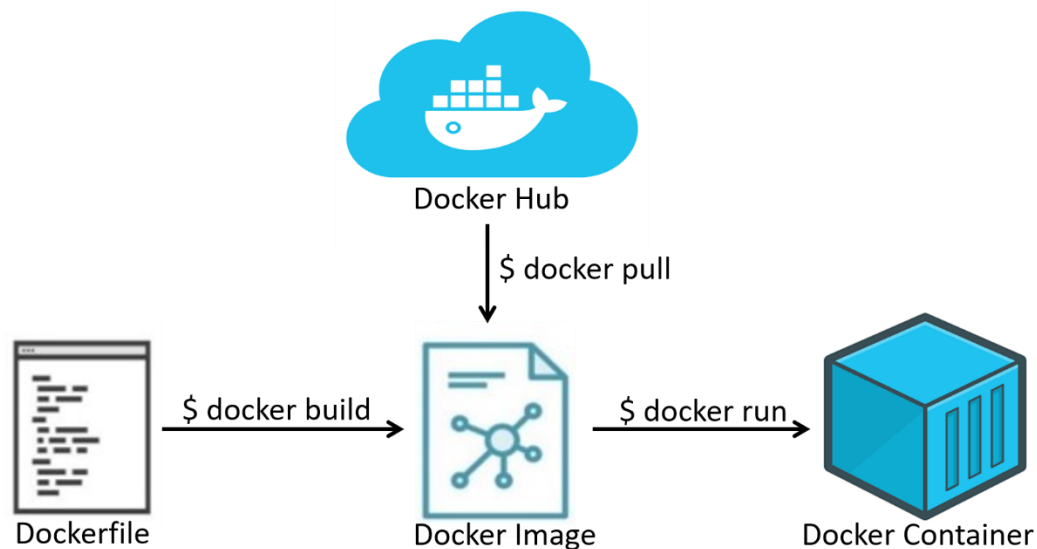 Docker Hub
$ docker pull
$ docker build
$ docker run
Dockerfile
Docker Image
Docker Container